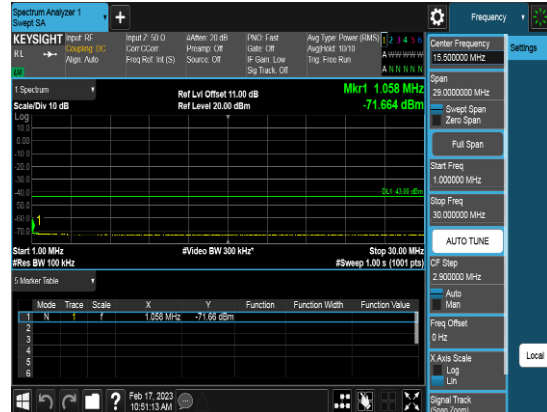 Spectrum Analyzer 1
Swept SA
Frequency
KEYSIGHT
RL
Input: RF
Coupling: DC
Align: Auto
Input Z: 50 Ω
Corr CCorr
Freq Ref: Int (S)
#Atten: 20 dB
Preamp: Off
Source: Off
PNO: Fast
Gate: Off
IF Gain: Low
Sig Track: Off
Avg Type: Power (RMS)
Avg|Hold: 10/10
Trig: Free Run
1 2 3 4 5 6
A W W W W W
A N N N N N
Center Frequency
15.500000 MHz
Settings
Span
29.0000000 MHz
Swept Span
Zero Span
Full Span
Start Freq
1.000000 MHz
Stop Freq
30.000000 MHz
AUTO TUNE
CF Step
2.900000 MHz
Auto
Man
Freq Offset
0 Hz
X Axis Scale
Log
Lin
Signal Track
(Span Zoom)
Local
1 Spectrum
Scale/Div 10 dB
Log
Ref Lvl Offset 11.00 dB
Ref Level 20.00 dBm
Mkr1 1.058 MHz
-71.664 dBm
10.0
0.00
-10.0
-20.0
-30.0
-40.0
-50.0
-60.0
-70.0
DL1 -43.00 dBm
1
Start 1.00 MHz
#Res BW 100 kHz
#Video BW 300 kHz*
Stop 30.00 MHz
#Sweep 1.00 s (1001 pts)
5 Marker Table
Mode Trace Scale X Y Function Function Width Function Value
1 N 1 f 1.058 MHz -71.66 dBm
2
3
4
5
6
Feb 17, 2023
10:51:13 AM